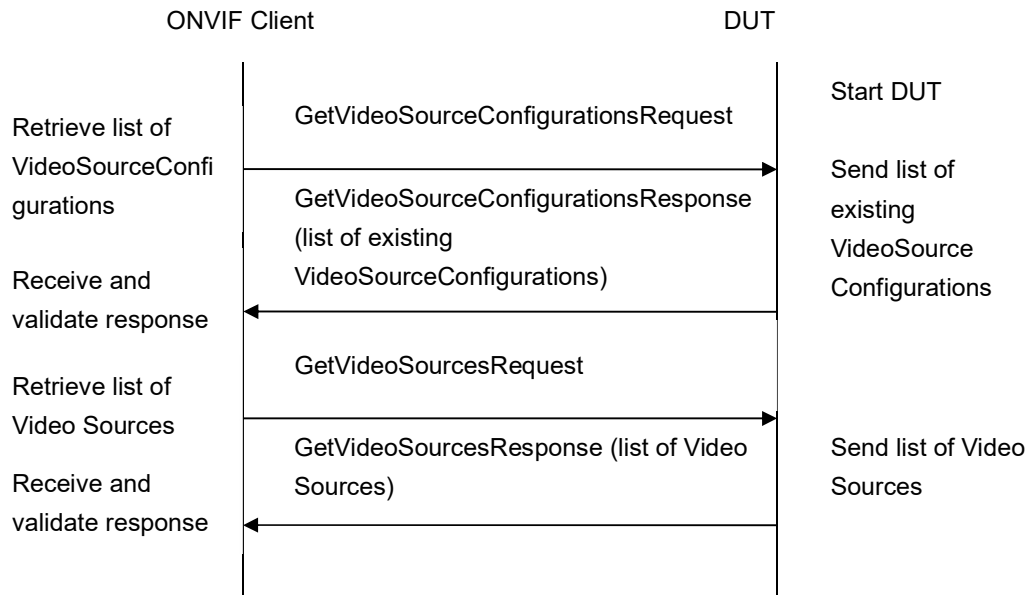 ONVIF Client
DUT
Start DUT
GetVideoSourceConfigurationsRequest
Retrieve list of
VideoSourceConfi
gurations
Send list of
existing
VideoSource
Configurations
GetVideoSourceConfigurationsResponse
(list of existing
VideoSourceConfigurations)
Receive and
validate response
GetVideoSourcesRequest
Retrieve list of
Video Sources
GetVideoSourcesResponse (list of Video
Sources)
Send list of Video
Sources
Receive and
validate response